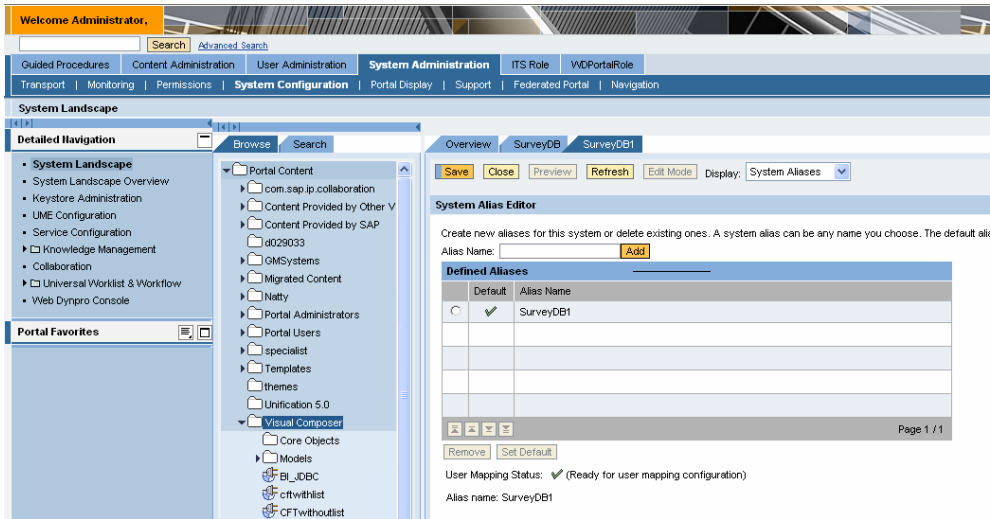 Welcome Administrator,
Search Advanced Search
Guided Procedures Content Administration User Administration System Administration ITS Role WDPortalRole
Transport | Monitoring | Permissions | System Configuration | Portal Display | Support | Federated Portal | Navigation
System Landscape
Detailed Navigation
System Landscape
System Landscape Overview
Keystore Administration
UME Configuration
Service Configuration
Knowledge Management
Collaboration
Universal Worklist & Workflow
Web Dynpro Console
Portal Favorites
Browse Search
Portal Content
com.sap.ip.collaboration
Content Provided by Other V
Content Provided by SAP
d029033
GMSystems
Migrated Content
Natty
Portal Administrators
Portal Users
specialist
Templates
themes
Unification 5.0
Visual Composer
Core Objects
Models
BI_JDBC
cftwithlist
CFTwithoutlist
Overview SurveyDB SurveyDB1
Save Close Preview Refresh Edit Mode Display: System Aliases
System Alias Editor
Create new aliases for this system or delete existing ones. A system alias can be any name you choose. The default ali
Alias Name: Add
Defined Aliases
Default Alias Name
SurveyDB1
Page 1 / 1
Remove Set Default
User Mapping Status: (Ready for user mapping configuration)
Alias name: SurveyDB1